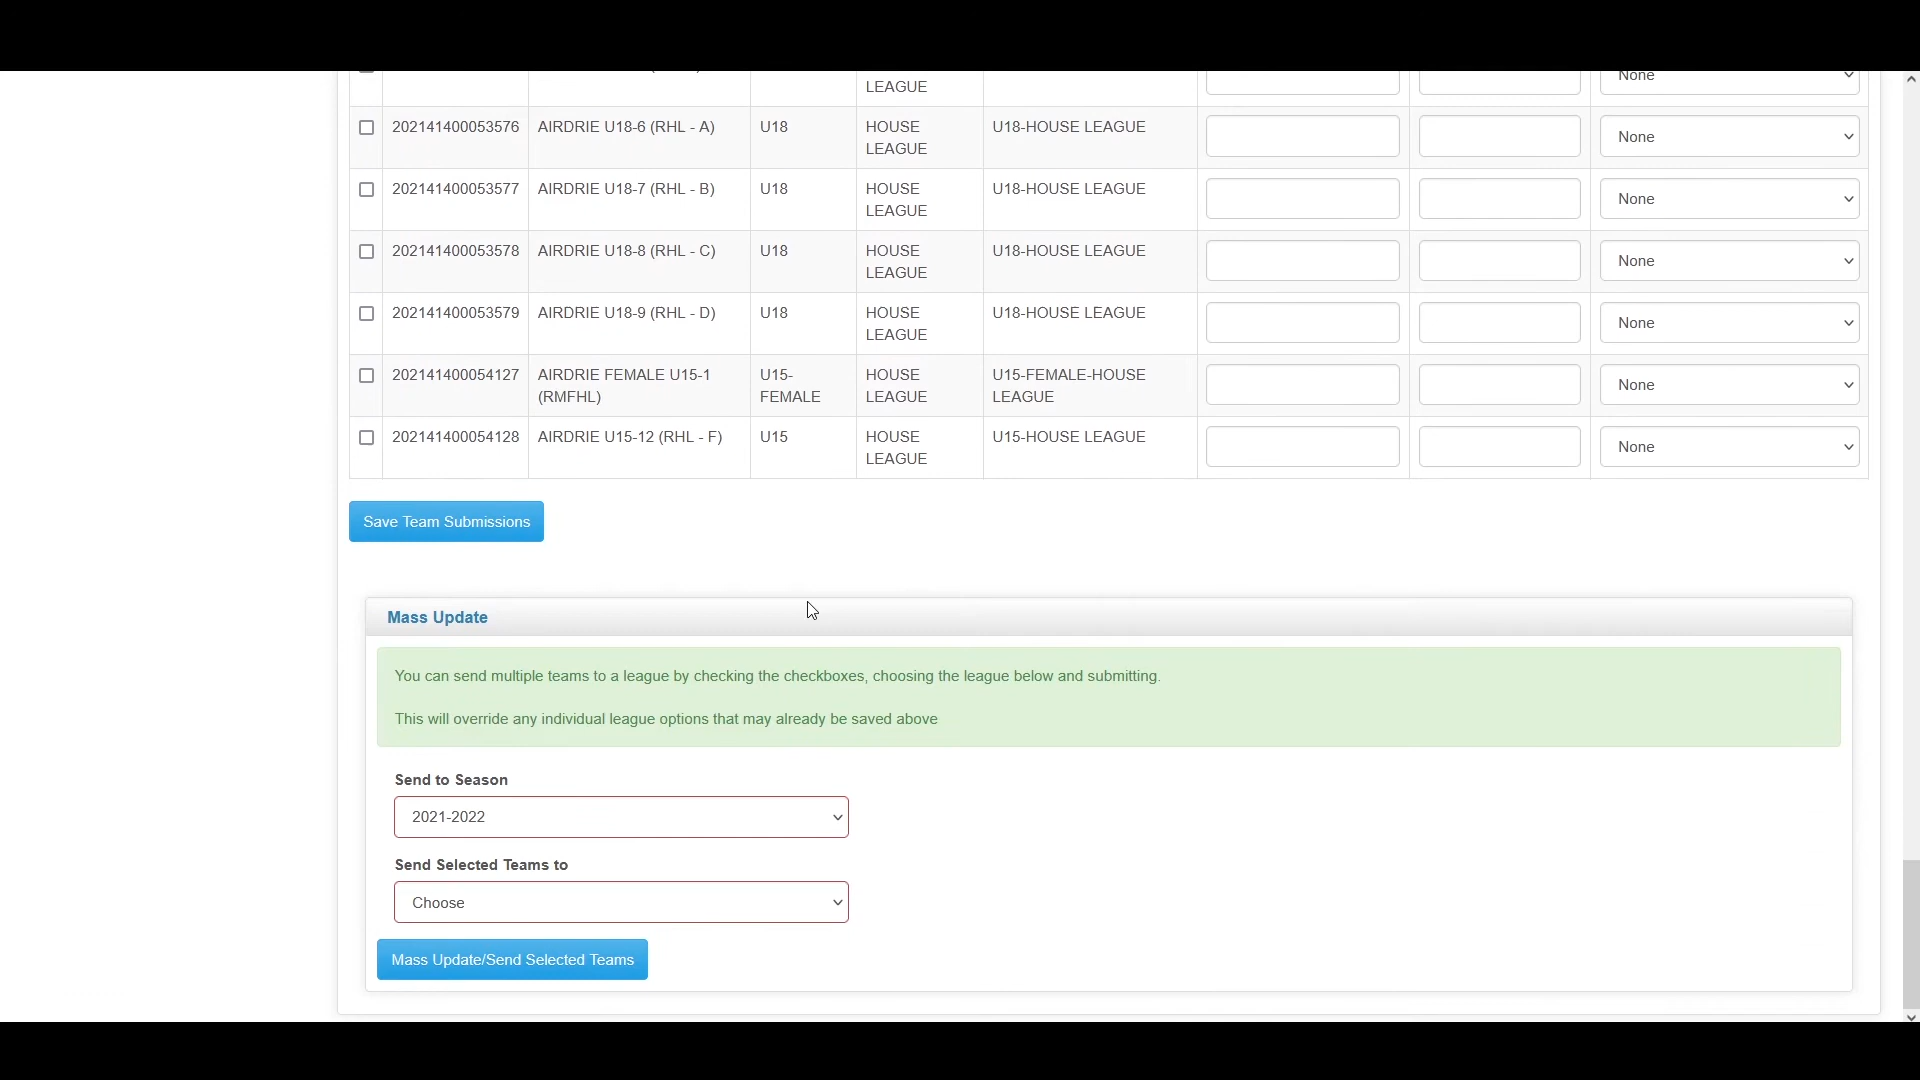 LEAGUE None
202141400053576 AIRDRIE U18-6 (RHL - A) U18 HOUSE U18-HOUSE LEAGUE None
LEAGUE
202141400053577 AIRDRIE U18-7 (RHL - B) U18 HOUSE U18-HOUSE LEAGUE None
LEAGUE
202141400053578 AIRDRIE U18-8 (RHL - C) U18 HOUSE U18-HOUSE LEAGUE None
LEAGUE
202141400053579 AIRDRIE U18-9 (RHL - D) U18 HOUSE U18-HOUSE LEAGUE None
LEAGUE
202141400054127 AIRDRIE FEMALE U15-1 U15- HOUSE U15-FEMALE-HOUSE None
(RMFHL) FEMALE LEAGUE LEAGUE
202141400054128 AIRDRIE U15-12 (RHL - F) U15 HOUSE U15-HOUSE LEAGUE None
LEAGUE
Save Team Submissions
Mass Update
You can send multiple teams to a league by checking the checkboxes, choosing the league below and submitting.
This will override any individual league options that may already be saved above
Send to Season
2021-2022
Send Selected Teams to
Choose
Mass Update/Send Selected Teams